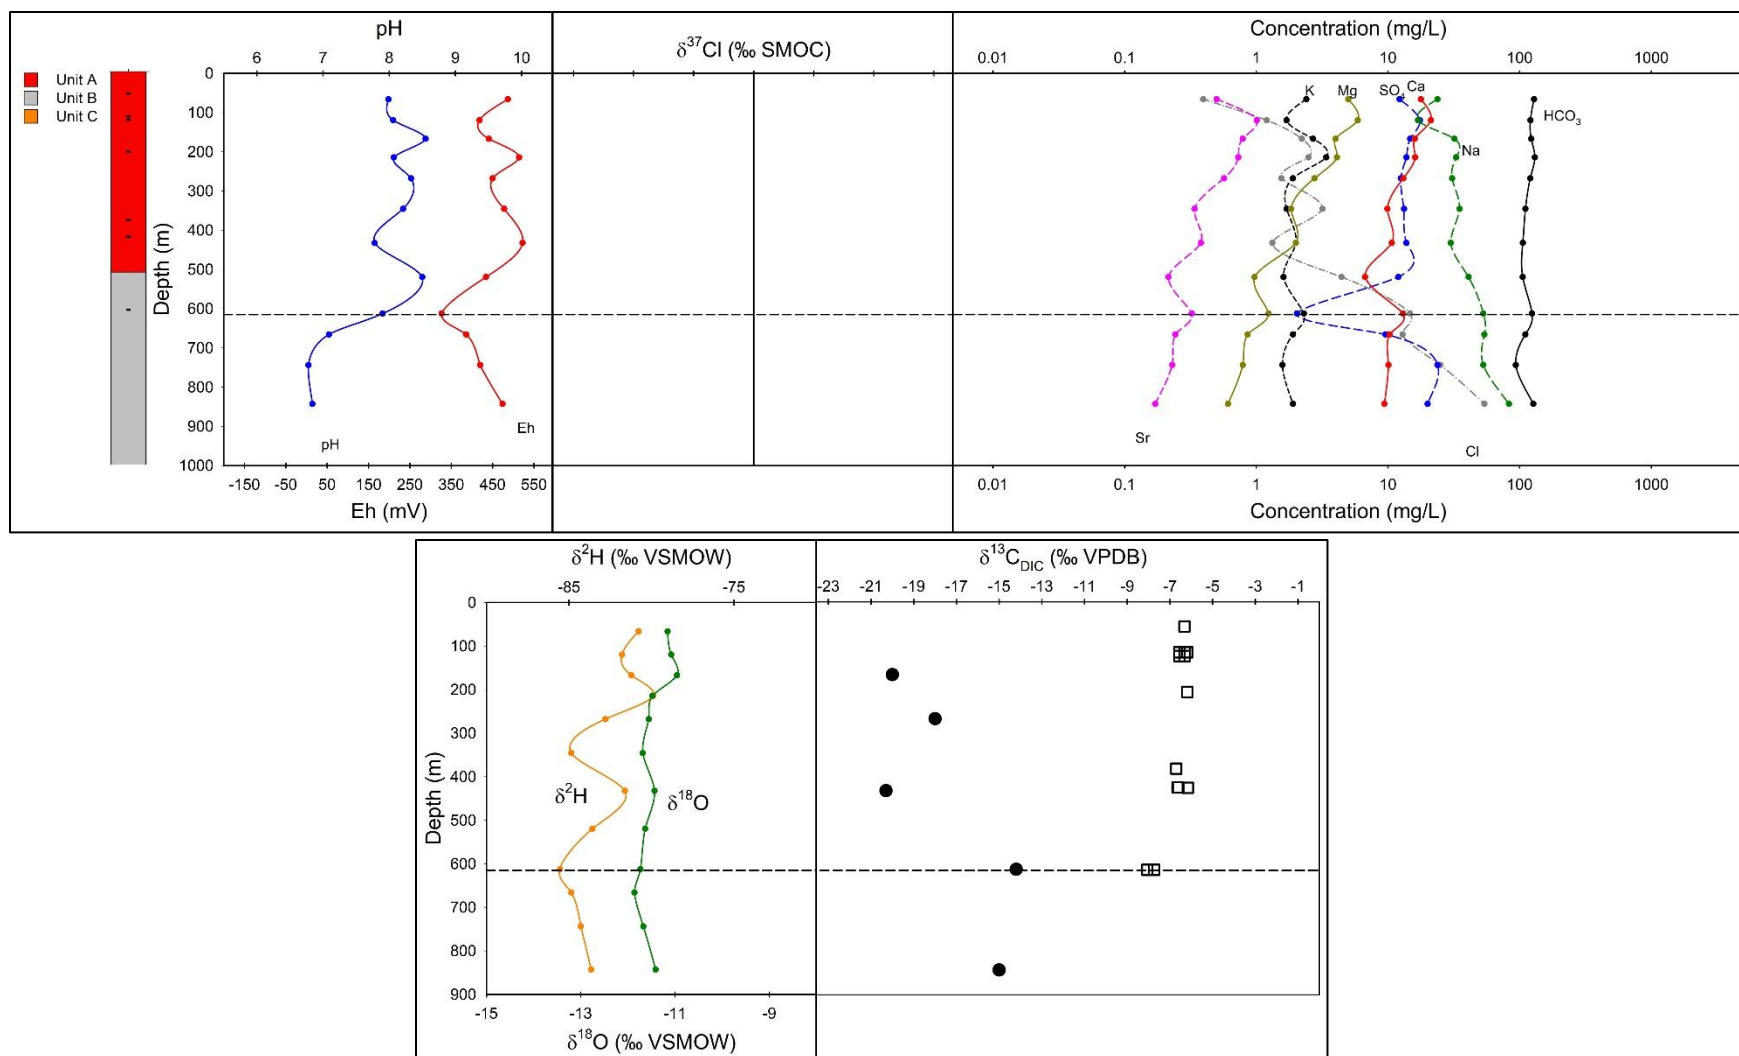 pH
δ³⁷Cl (‰ SMOC)
Concentration (mg/L)
6 7 8 9 10
0.01 0.1 1 10 100 1000
Unit A
Unit B
Unit C
Depth (m)
0
100
200
300
400
500
600
700
800
900
1000
K Mg SO₄ Ca
HCO₃
Na
Eh
pH
Sr
Cl
-150 -50 50 150 250 350 450 550
Eh (mV)
0.01 0.1 1 10 100 1000
Concentration (mg/L)
δ²H (‰ VSMOW)
δ¹³C_DIC (‰ VPDB)
-85 -75
-23 -21 -19 -17 -15 -13 -11 -9 -7 -5 -3 -1
Depth (m)
0
100
200
300
400
500
600
700
800
900
δ²H
δ¹⁸O
-15 -13 -11 -9
δ¹⁸O (‰ VSMOW)